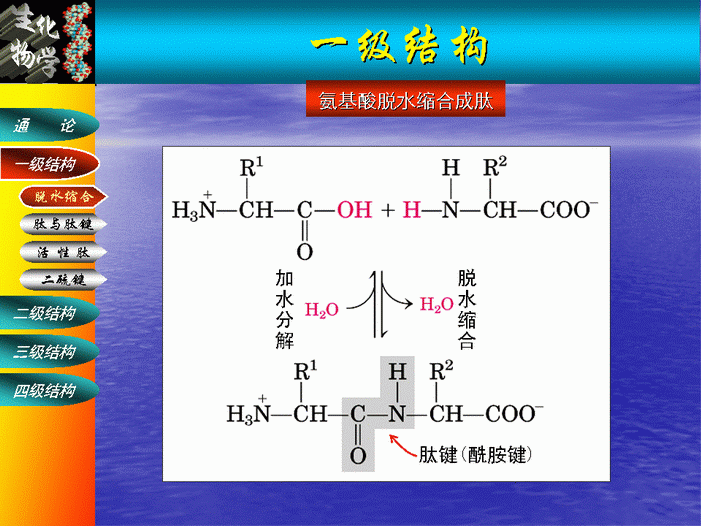 生化
物学
一级结构
氨基酸脱水缩合成肽
通 论
一级结构
脱水缩合
肽与肽键
活 性 肽
二硫键
二级结构
三级结构
四级结构
R¹ H R²
H₃N⁺—CH—C—OH + H—N—CH—COO⁻
O
加水分解
H₂O
H₂O
脱水缩合
R¹ H R²
H₃N⁺—CH—C—N—CH—COO⁻
O
肽键(酰胺键)